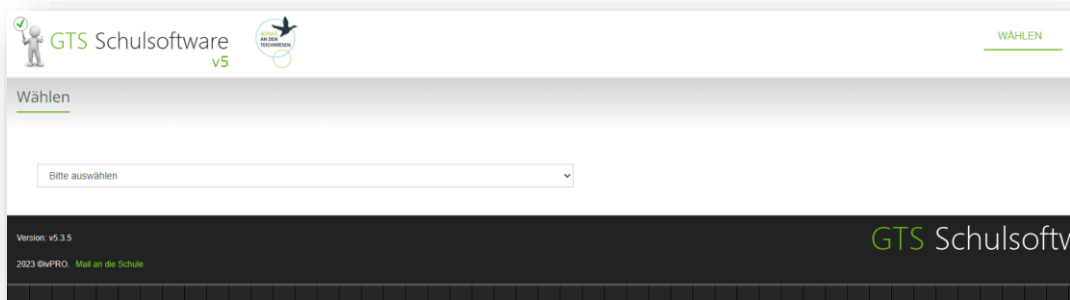 GTS Schulsoftware
v5
SCHULE
AN DEN
TEICHWIESEN
WÄHLEN
Wählen
Bitte auswählen
Version: v5.3.5
GTS
2023 ©ivPRO. Mail an die Schule